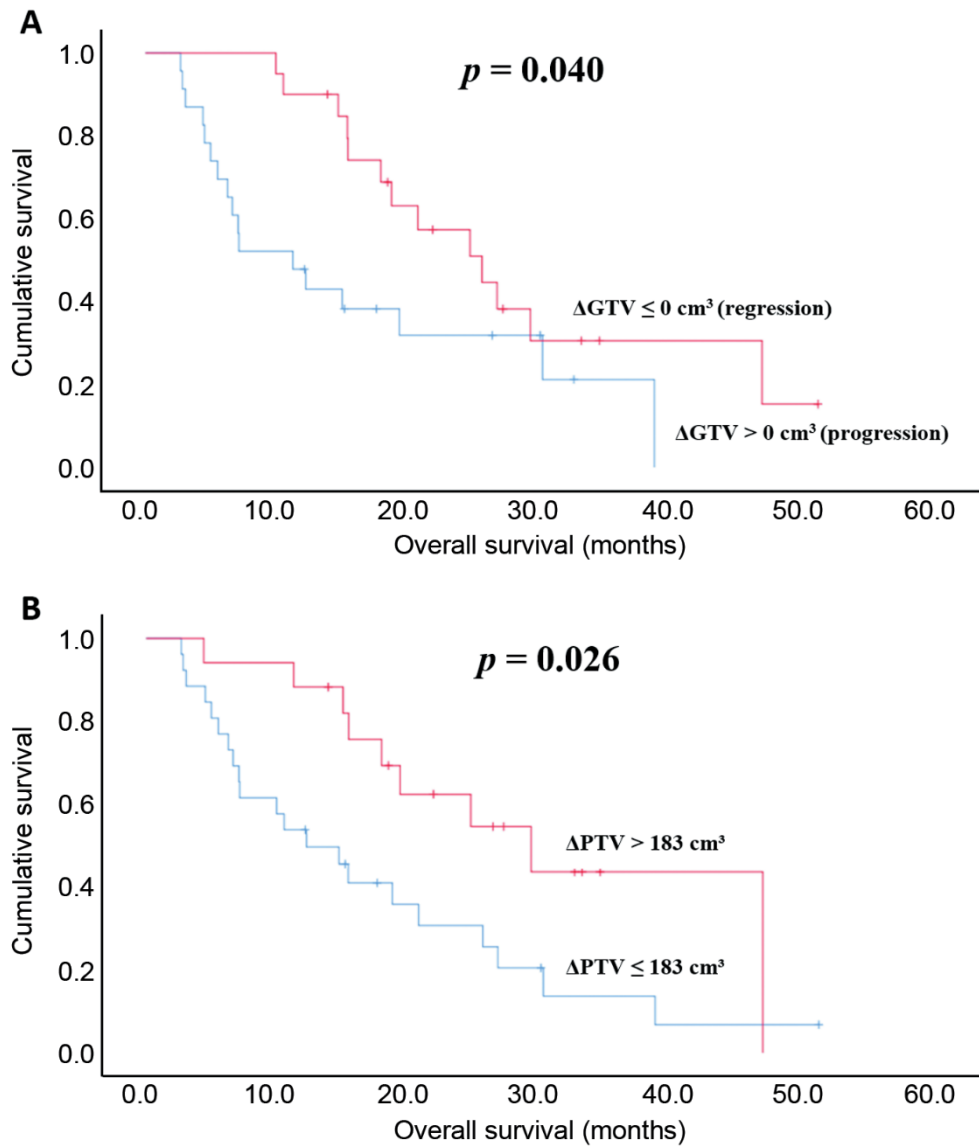 A
p = 0.040
1.0
0.8
0.6
0.4
0.2
0.0
Cumulative survival
ΔGTV ≤ 0 cm³ (regression)
ΔGTV > 0 cm³ (progression)
0.0 10.0 20.0 30.0 40.0 50.0 60.0
Overall survival (months)
B
p = 0.026
1.0
0.8
0.6
0.4
0.2
0.0
Cumulative survival
ΔPTV > 183 cm³
ΔPTV ≤ 183 cm³
0.0 10.0 20.0 30.0 40.0 50.0 60.0
Overall survival (months)